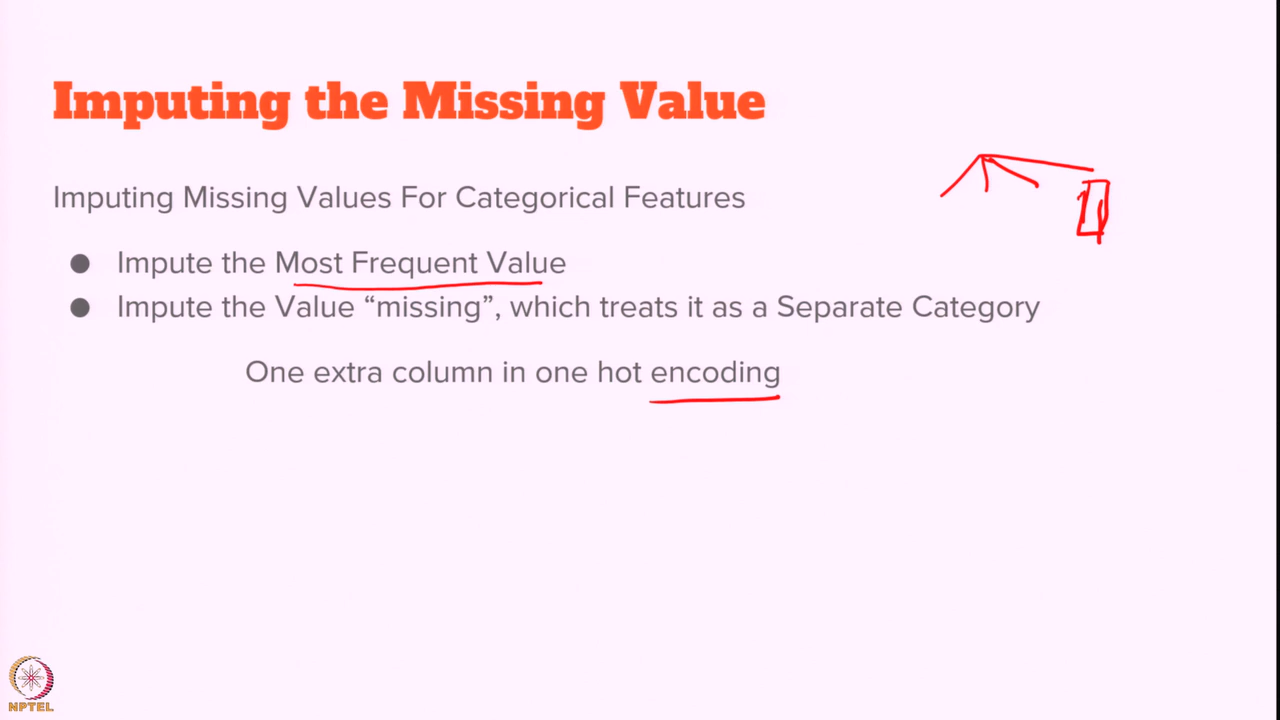 Imputing the Missing Value
Imputing Missing Values For Categorical Features
● Impute the Most Frequent Value
● Impute the Value “missing”, which treats it as a Separate Category
One extra column in one hot encoding
NPTEL